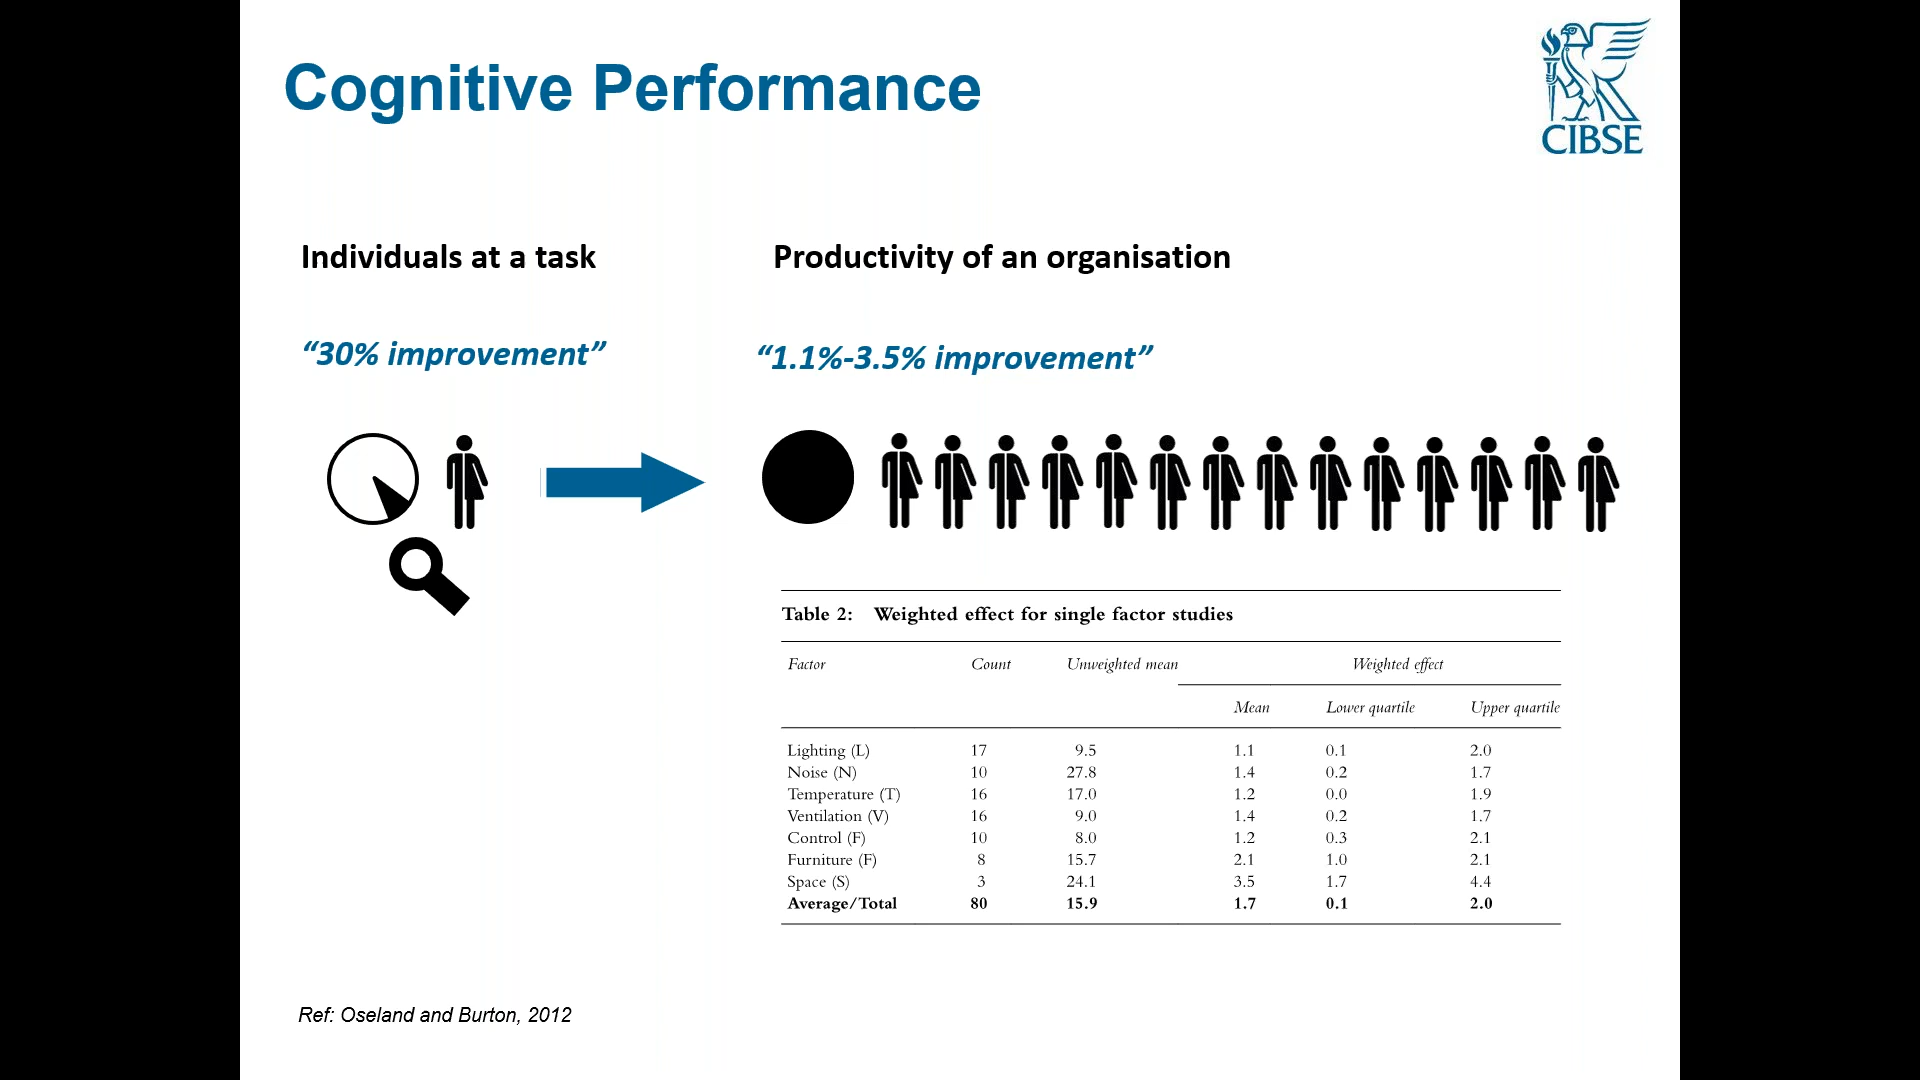 Cognitive Performance
CIBSE
Individuals at a task
Productivity of an organisation
“30% improvement”
“1.1%-3.5% improvement”
Table 2: Weighted effect for single factor studies
Factor Count Unweighted mean Weighted effect
Mean Lower quartile Upper quartile
Lighting (L) 17 9.5 1.1 0.1 2.0
Noise (N) 10 27.8 1.4 0.2 1.7
Temperature (T) 16 17.0 1.2 0.0 1.9
Ventilation (V) 16 9.0 1.4 0.2 1.7
Control (F) 10 8.0 1.2 0.3 2.1
Furniture (F) 8 15.7 2.1 1.0 2.1
Space (S) 3 24.1 3.5 1.7 4.4
Average/Total 80 15.9 1.7 0.1 2.0
Ref: Oseland and Burton, 2012